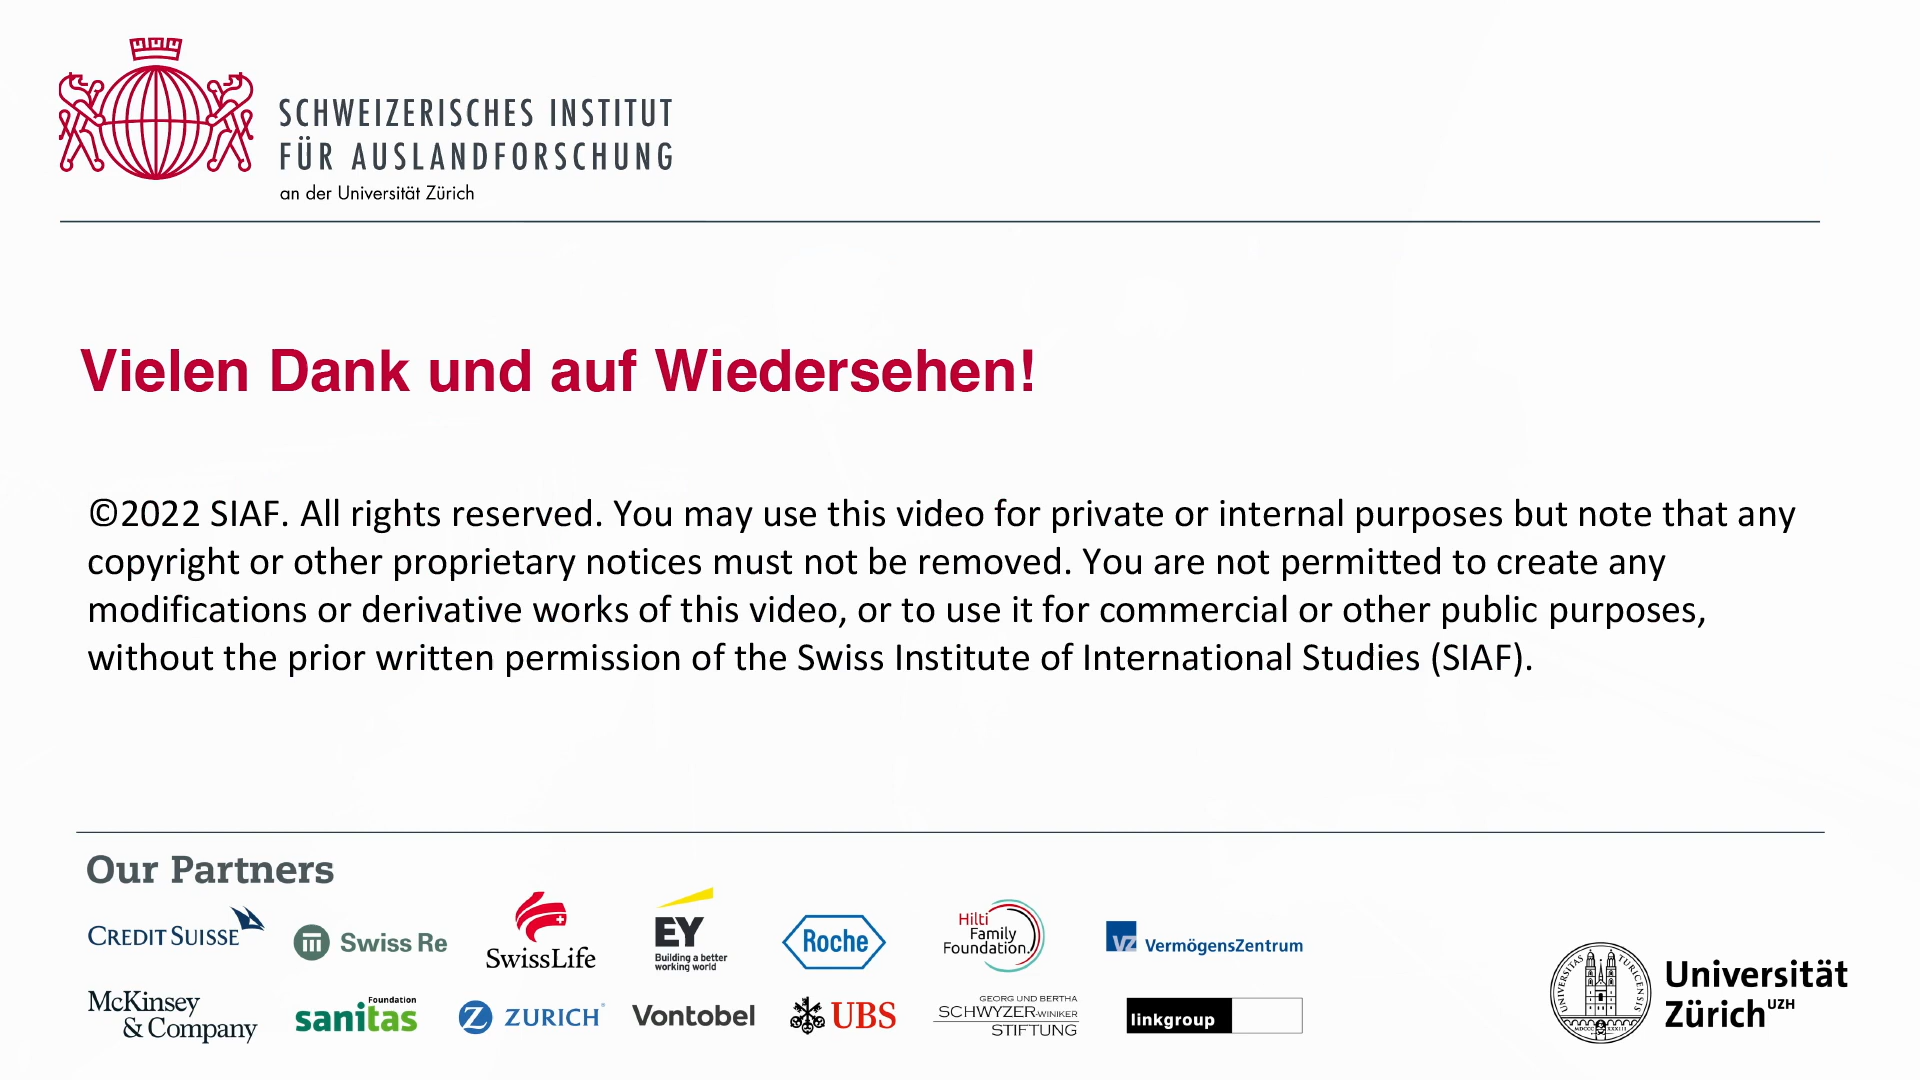 SCHWEIZERISCHES INSTITUT
FÜR AUSLANDFORSCHUNG
an der Universität Zürich
Vielen Dank und auf Wiedersehen!
©2022 SIAF. All rights reserved. You may use this video for private or internal purposes but note that any
copyright or other proprietary notices must not be removed. You are not permitted to create any
modifications or derivative works of this video, or to use it for commercial or other public purposes,
without the prior written permission of the Swiss Institute of International Studies (SIAF).
Our Partners
CREDIT SUISSE
Swiss Re
SwissLife
EY
Building a better
working world
Roche
Hilti
Family
Foundation.
VZ VermögensZentrum
McKinsey
& Company
Foundation
sanitas
Z ZURICH
Vontobel
UBS
GEORG UND BERTHA
SCHWYZER-WINIKER
STIFTUNG
linkgroup
UNIVERSITAS TURICENSIS
Universität
Zürich UZH